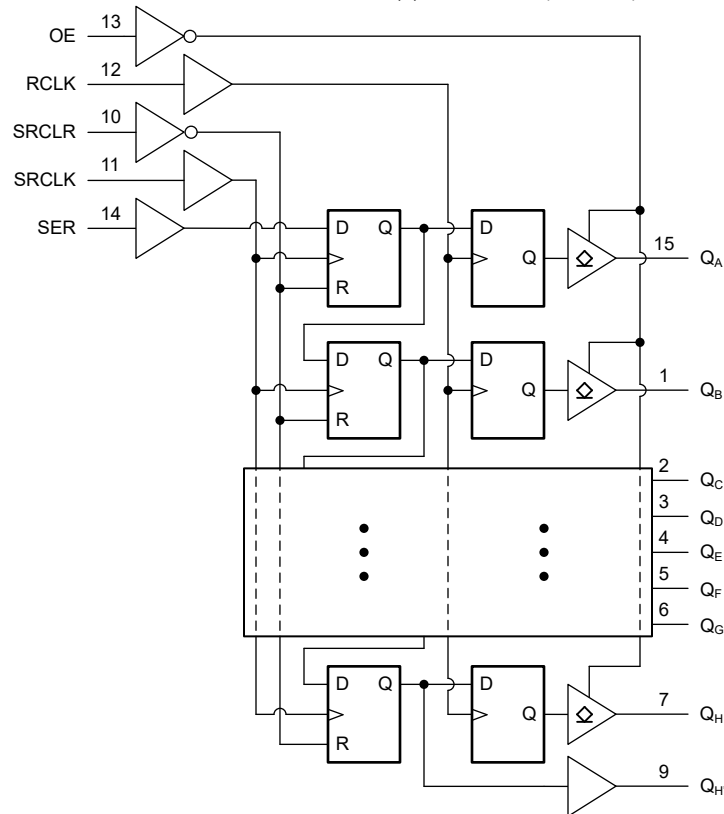 OE 13
RCLK 12
SRCLR 10
SRCLK 11
SER 14
D Q D
R
Q 15 QA
D Q D
R
Q 1 QB
2 QC
3 QD
4 QE
5 QF
6 QG
D Q D
R
Q 7 QH
9 QH